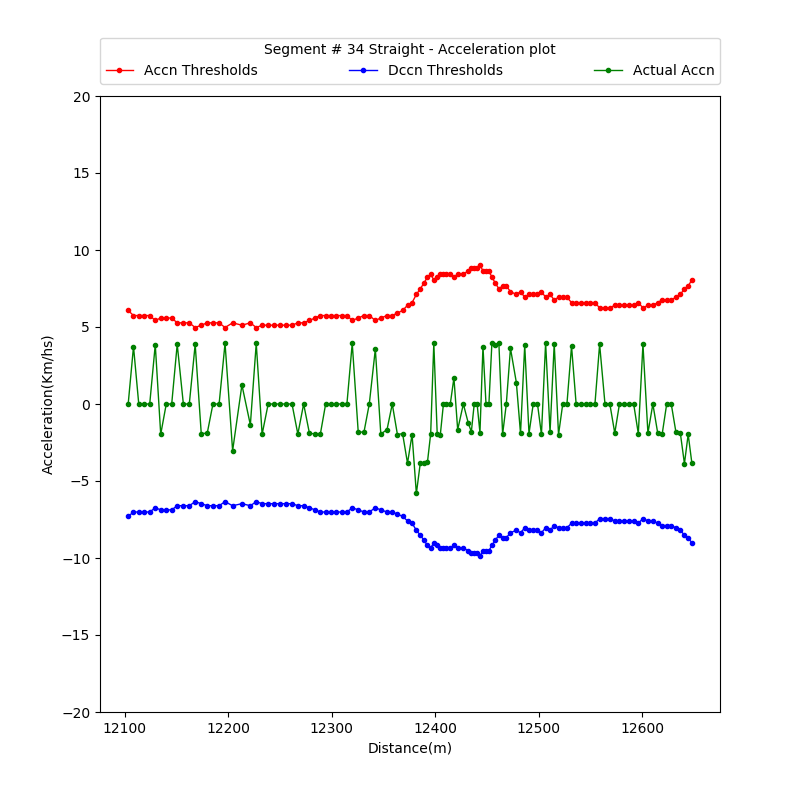 Segment # 34 Straight - Acceleration plot
Accn Thresholds Dccn Thresholds Actual Accn
20
15
10
5
0
−5
−10
−15
−20
Acceleration(Km/hs)
12100 12200 12300 12400 12500 12600
Distance(m)